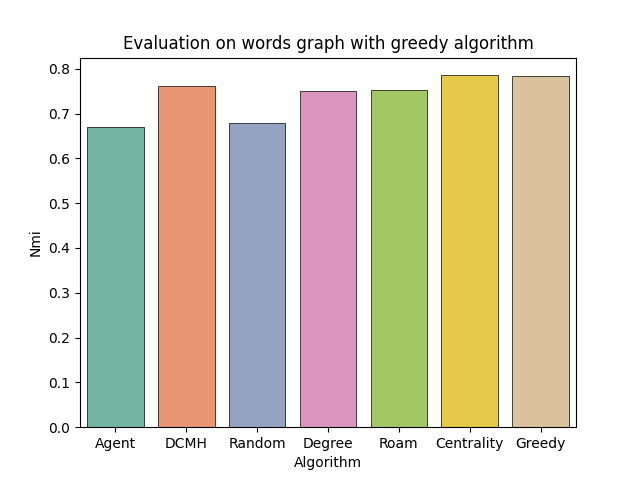 Evaluation on words graph with greedy algorithm
0.8
0.7
0.6
0.5
0.4
0.3
0.2
0.1
0.0
Nmi
Agent DCMH Random Degree Roam Centrality Greedy
Algorithm